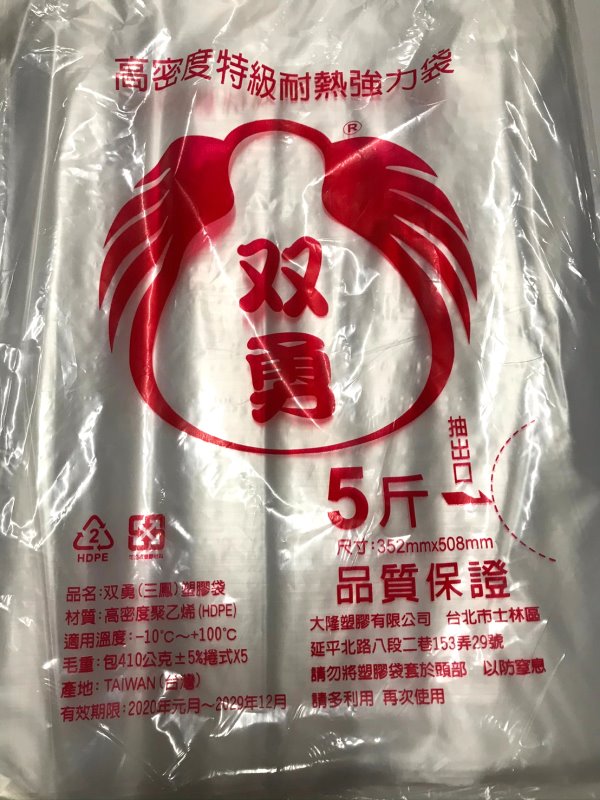 高密度特級耐熱強力袋
®
双勇
抽出口
5斤
尺寸:352mmx508mm
品質保證
2
HDPE
品名:双勇(三鳳)塑膠袋
材質:高密度聚乙烯(HDPE)
適用溫度:-10℃~+100℃
毛重:包410公克±5%捲式X5
產地:TAIWAN(台灣)
有效期限:2020年元月~2029年12月
大隆塑膠有限公司 台北市士林區
延平北路八段二巷153弄29號
請勿將塑膠袋套於頭部 以防窒息
請多利用 再次使用